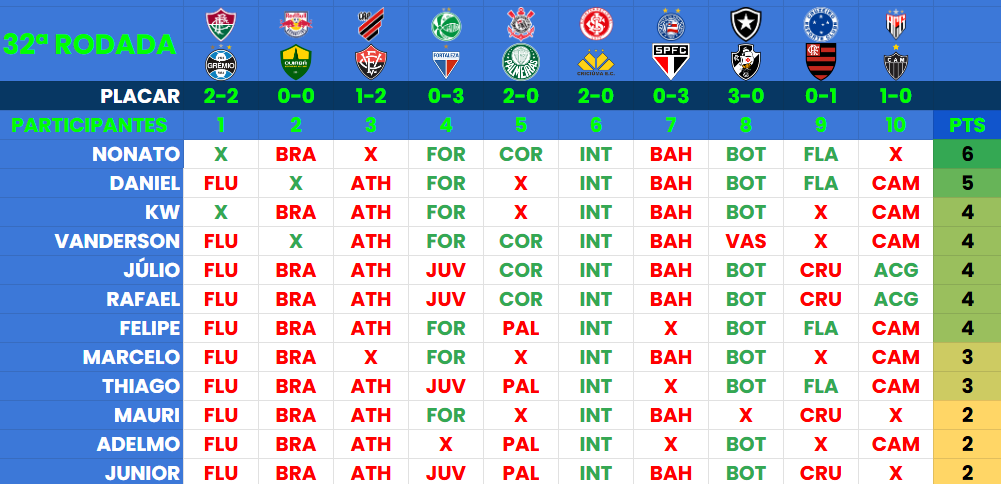 32ª RODADA
PLACAR 2-2 0-0 1-2 0-3 2-0 2-0 0-3 3-0 0-1 1-0
PARTICIPANTES 1 2 3 4 5 6 7 8 9 10 PTS
NONATO X BRA X FOR COR INT BAH BOT FLA X 6
DANIEL FLU X ATH FOR X INT BAH BOT FLA CAM 5
KW X BRA ATH FOR X INT BAH BOT X CAM 4
VANDERSON FLU X ATH FOR COR INT BAH VAS X CAM 4
JÚLIO FLU BRA ATH JUV COR INT BAH BOT CRU ACG 4
RAFAEL FLU BRA ATH JUV COR INT BAH BOT CRU ACG 4
FELIPE FLU BRA ATH FOR PAL INT X BOT FLA CAM 4
MARCELO FLU BRA X FOR X INT BAH BOT X CAM 3
THIAGO FLU BRA ATH JUV PAL INT X BOT FLA CAM 3
MAURI FLU BRA ATH FOR X INT BAH X CRU X 2
ADELMO FLU BRA ATH X PAL INT X BOT X CAM 2
JUNIOR FLU BRA ATH JUV PAL INT BAH BOT CRU X 2